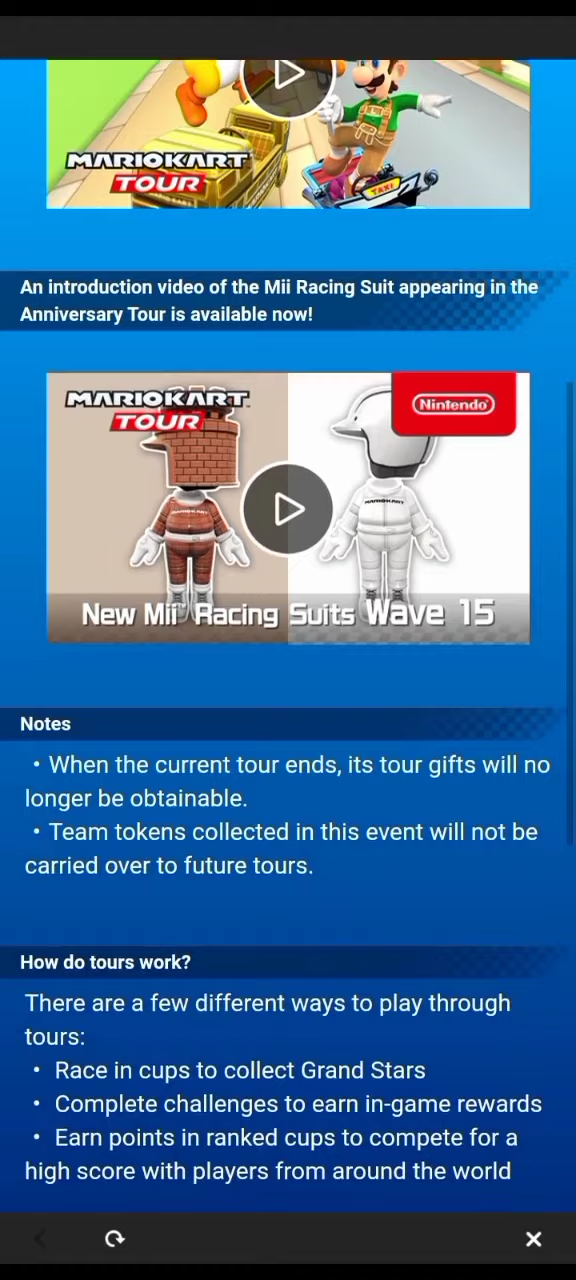 MARIOKART
TOUR
TAXI
An introduction video of the Mii Racing Suit appearing in the
Anniversary Tour is available now!
MARIOKART
TOUR
Nintendo
MARIOKART
MARIOKART
New Mii Racing Suits Wave 15
Notes
・When the current tour ends, its tour gifts will no
longer be obtainable.
・Team tokens collected in this event will not be
carried over to future tours.
How do tours work?
There are a few different ways to play through
tours:
・ Race in cups to collect Grand Stars
・ Complete challenges to earn in-game rewards
・ Earn points in ranked cups to compete for a
high score with players from around the world